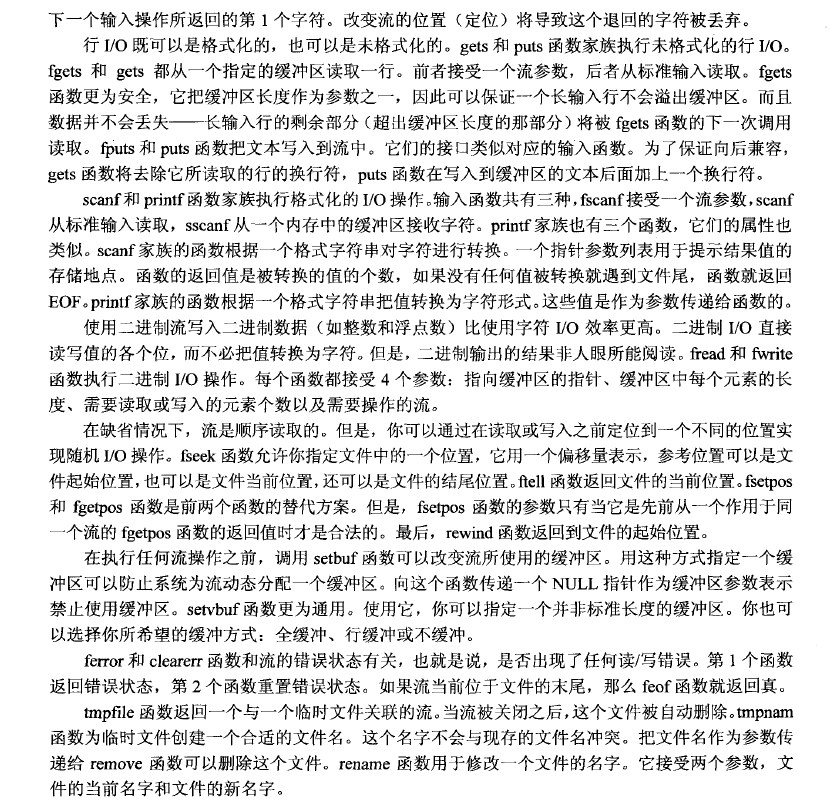 下一个输入操作所返回的第 1 个字符。改变流的位置（定位）将导致这个退回的字符被丢弃。
行 I/O 既可以是格式化的，也可以是未格式化的。gets 和 puts 函数家族执行未格式化的行 I/O。
fgets 和 gets 都从一个指定的缓冲区读取一行。前者接受一个流参数，后者从标准输入读取。fgets
函数更为安全，它把缓冲区长度作为参数之一，因此可以保证一个长输入行不会溢出缓冲区。而且
数据并不会丢失——长输入行的剩余部分（超出缓冲区长度的那部分）将被 fgets 函数的下一次调用
读取。fputs 和 puts 函数把文本写入到流中。它们的接口类似对应的输入函数。为了保证向后兼容，
gets 函数将去除它所读取的行的换行符，puts 函数在写入到缓冲区的文本后面加上一个换行符。
scanf 和 printf 函数家族执行格式化的 I/O 操作。输入函数共有三种，fscanf 接受一个流参数，scanf
从标准输入读取，sscanf 从一个内存中的缓冲区接收字符。printf 家族也有三个函数，它们的属性也
类似。scanf 家族的函数根据一个格式字符串对字符进行转换。一个指针参数列表用于提示结果值的
存储地点。函数的返回值是被转换的值的个数，如果没有任何值被转换就遇到文件尾，函数就返回
EOF。printf 家族的函数根据一个格式字符串把值转换为字符形式。这些值是作为参数传递给函数的。
使用二进制流写入二进制数据（如整数和浮点数）比使用字符 I/O 效率更高。二进制 I/O 直接
读写值的各个位，而不必把值转换为字符。但是，二进制输出的结果非人眼所能阅读。fread 和 fwrite
函数执行二进制 I/O 操作。每个函数都接受 4 个参数：指向缓冲区的指针、缓冲区中每个元素的长
度、需要读取或写入的元素个数以及需要操作的流。
在缺省情况下，流是顺序读取的。但是，你可以通过在读取或写入之前定位到一个不同的位置实
现随机 I/O 操作。fseek 函数允许你指定文件中的一个位置，它用一个偏移量表示，参考位置可以是文
件起始位置，也可以是文件当前位置，还可以是文件的结尾位置。ftell 函数返回文件的当前位置。fsetpos
和 fgetpos 函数是前两个函数的替代方案。但是，fsetpos 函数的参数只有当它是先前从一个作用于同
一个流的 fgetpos 函数的返回值时才是合法的。最后，rewind 函数返回到文件的起始位置。
在执行任何流操作之前，调用 setbuf 函数可以改变流所使用的缓冲区。用这种方式指定一个缓
冲区可以防止系统为流动态分配一个缓冲区。向这个函数传递一个 NULL 指针作为缓冲区参数表示
禁止使用缓冲区。setvbuf 函数更为通用。使用它，你可以指定一个并非标准长度的缓冲区。你也可
以选择你所希望的缓冲方式：全缓冲、行缓冲或不缓冲。
ferror 和 clearerr 函数和流的错误状态有关，也就是说，是否出现了任何读/写错误。第 1 个函数
返回错误状态，第 2 个函数重置错误状态。如果流当前位于文件的末尾，那么 feof 函数就返回真。
tmpfile 函数返回一个与一个临时文件关联的流。当流被关闭之后，这个文件被自动删除。tmpnam
函数为临时文件创建一个合适的文件名。这个名字不会与现存的文件名冲突。把文件名作为参数传
递给 remove 函数可以删除这个文件。rename 函数用于修改一个文件的名字。它接受两个参数，文
件的当前名字和文件的新名字。